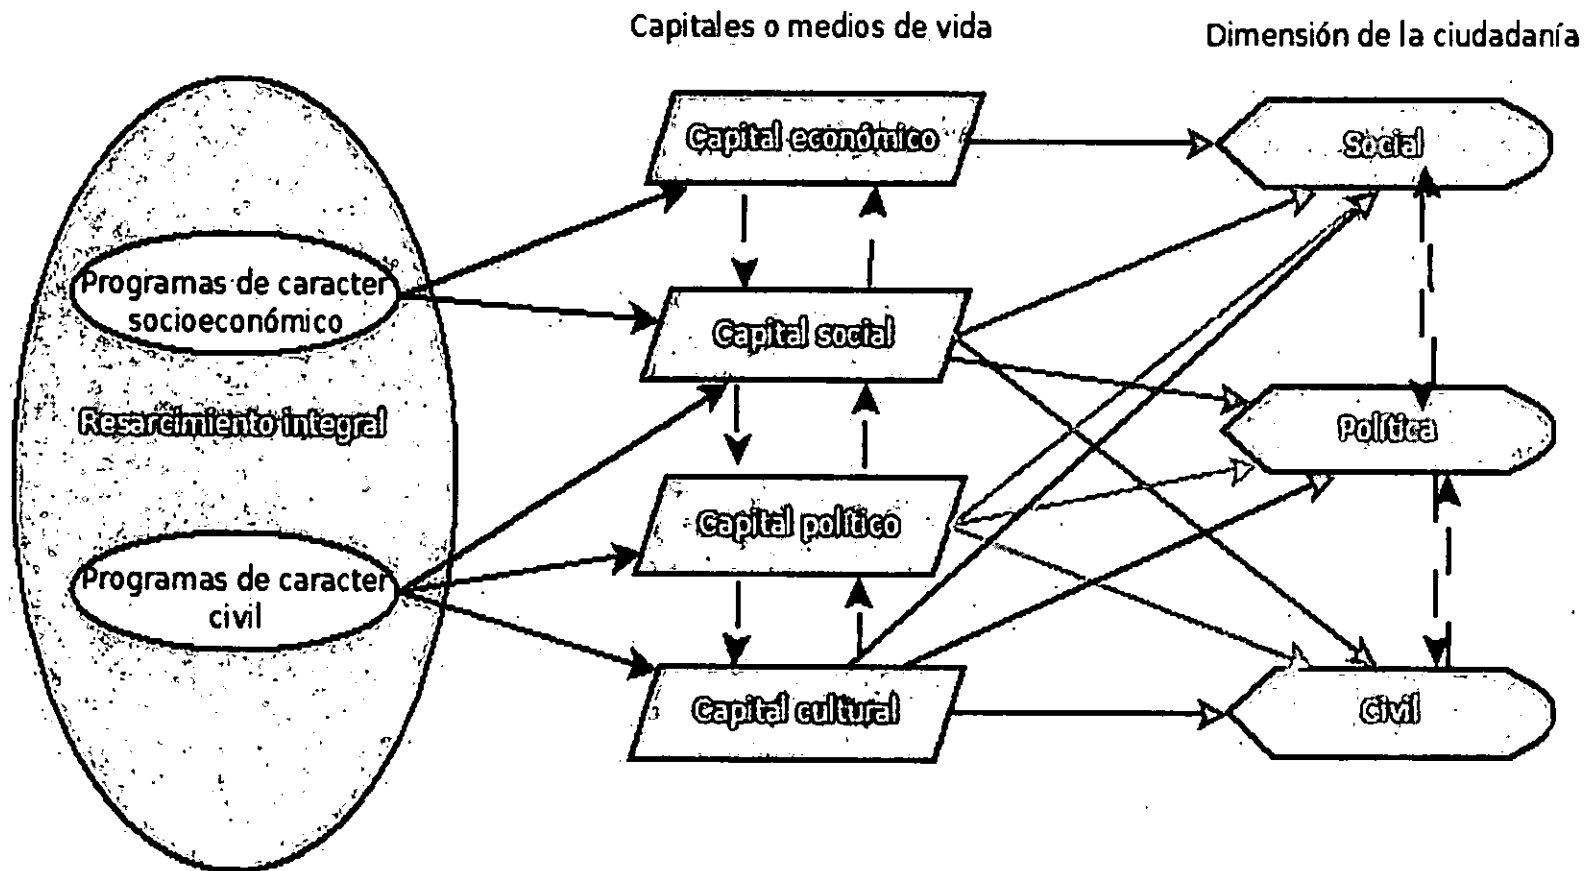 Capitales o medios de vida
Dimensión de la ciudadanía
Programas de caracter
socioeconómico
Resarcimiento integral
Programas de caracter
civil
Capital económico
Capital social
Capital político
Capital cultural
Social
Política
Civil